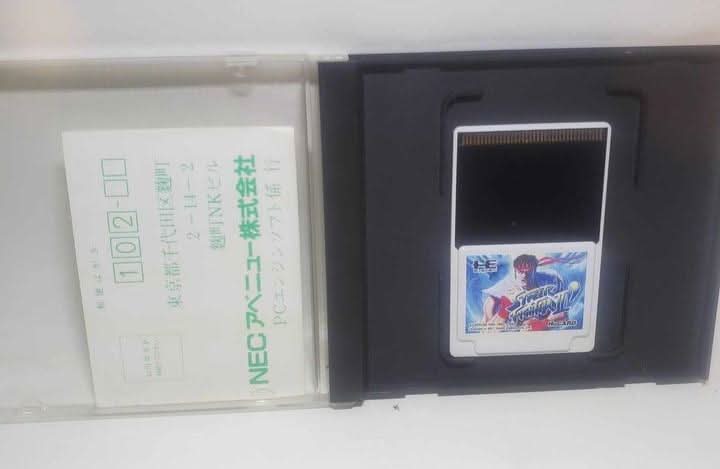 郵便はがき
102-
東京都千代田区麹町
2-14-2
麹町NKビル
NECアベニュー株式会社
PCエンジンソフト係 行
HE
STREET
FIGHTER II'
HuCARD